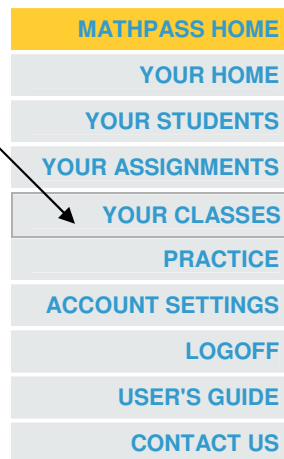 MATHPASS HOME
YOUR HOME
YOUR STUDENTS
YOUR ASSIGNMENTS
YOUR CLASSES
PRACTICE
ACCOUNT SETTINGS
LOGOFF
USER'S GUIDE
CONTACT US